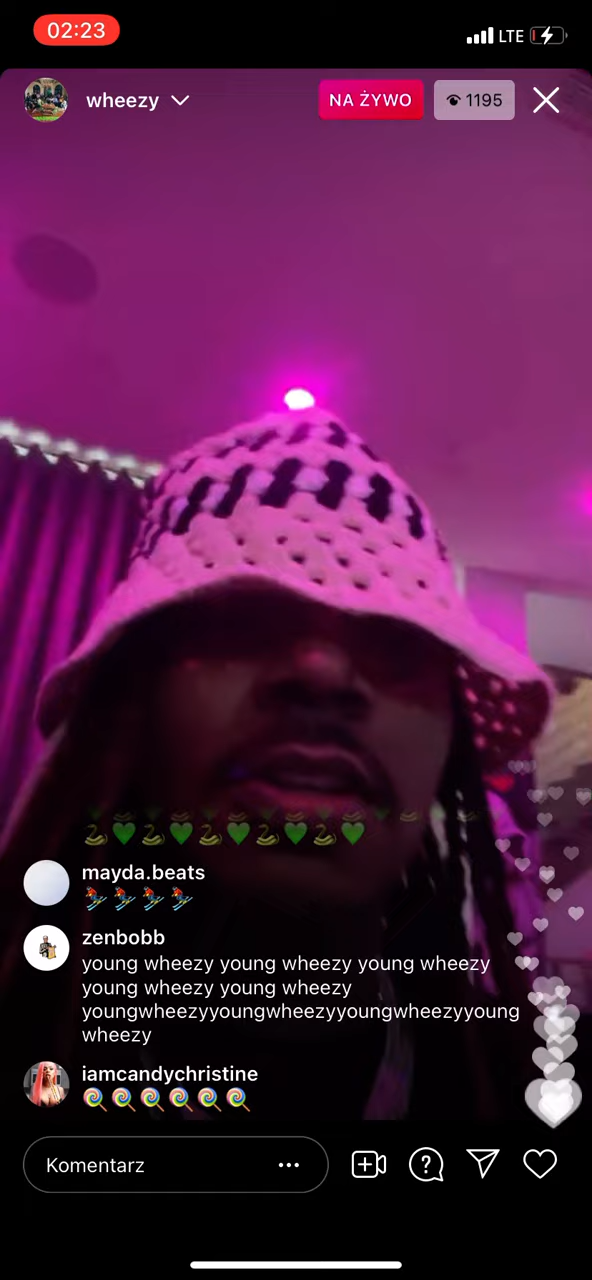 02:23
LTE
wheezy
NA ŻYWO
1195
🐍💚🐍💚🐍💚🐍💚🐍💚
mayda.beats
⛷️⛷️⛷️⛷️
zenbobb
young wheezy young wheezy young wheezy
young wheezy young wheezy
youngwheezyyoungwheezyyoungwheezyyoung
wheezy
iamcandychristine
🍭🍭🍭🍭🍭🍭
Komentarz